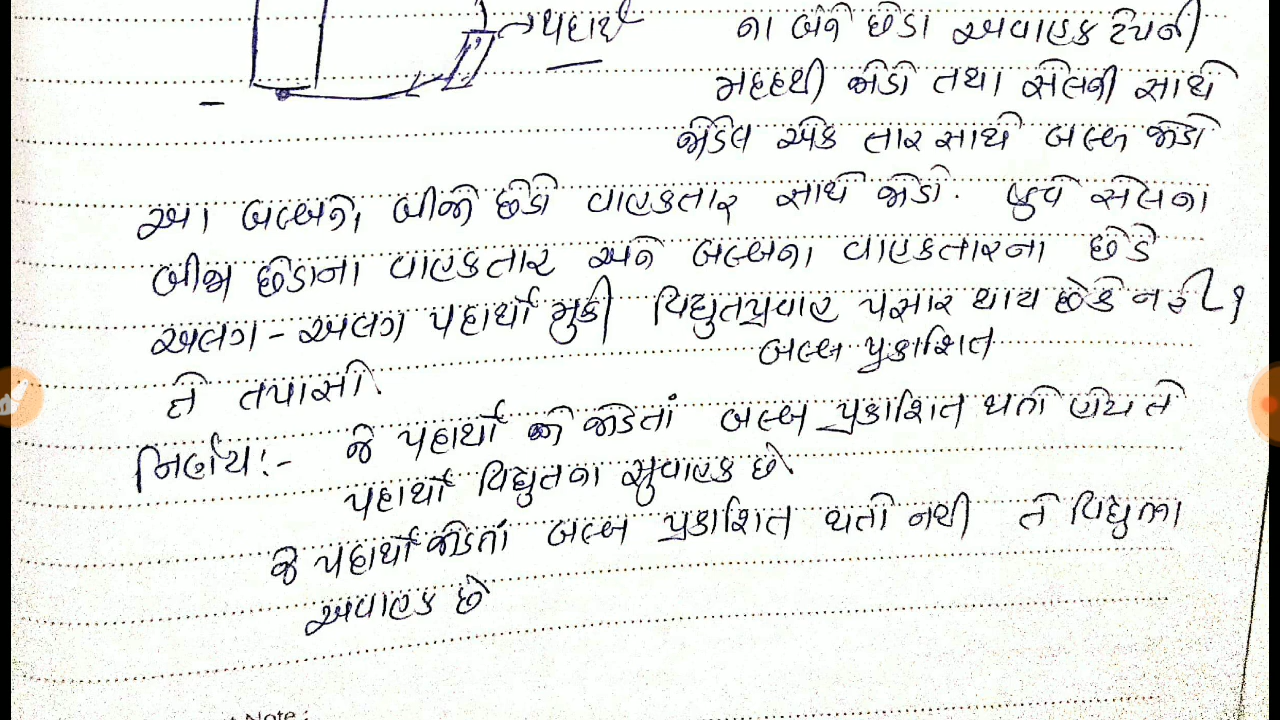 પદાર્થ
ના બંને છેડા અવાહક ટેપની
મદદથી જોડો તથા સેલની સાથે
જોડેલ એક તાર સાથે બલ્બ જોડો
આ બલ્બનો બીજો છેડો વાહકતાર સાથે જોડો. હવે સેલના
બીજા છેડાના વાહકતાર અને બલ્બના વાહકતારના છેડે
અલગ - અલગ પદાર્થો મુકી વિદ્યુતપ્રવાહ પસાર થાય છે કે નહીં?
બલ્બ પ્રકાશિત
તે તપાસો.
નિર્ણય:- જે પદાર્થો જોડતાં બલ્બ પ્રકાશિત થતો હોય તે
પદાર્થો વિદ્યુતના સુવાહક છે.
જે પદાર્થો જોડતાં બલ્બ પ્રકાશિત થતો નથી તે વિદ્યુતના
અવાહક છે
Note :